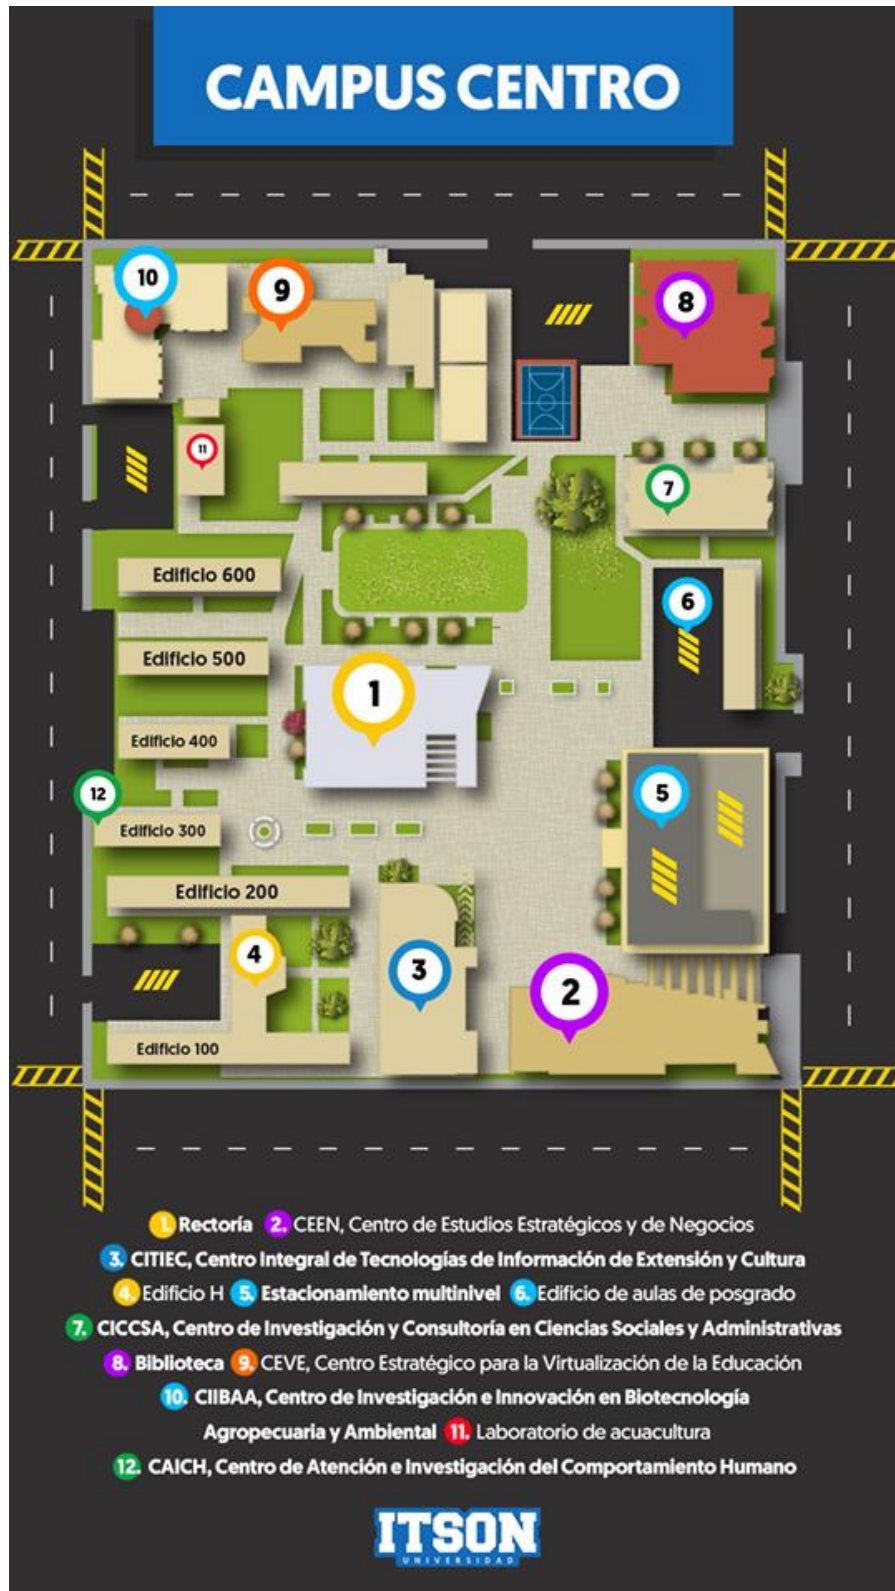 CAMPUS CENTRO
10
9
8
11
7
Edificio 600
6
Edificio 500
1
Edificio 400
12
5
Edificio 300
Edificio 200
4
3
2
Edificio 100
1. Rectoría 2. CEEN, Centro de Estudios Estratégicos y de Negocios
3. CITIEC, Centro Integral de Tecnologías de Información de Extensión y Cultura
4. Edificio H 5. Estacionamiento multinivel 6. Edificio de aulas de posgrado
7. CICCSA, Centro de Investigación y Consultoría en Ciencias Sociales y Administrativas
8. Biblioteca 9. CEVE, Centro Estratégico para la Virtualización de la Educación
10. CIIBAA, Centro de Investigación e Innovación en Biotecnología
Agropecuaria y Ambiental 11. Laboratorio de acuacultura
12. CAICH, Centro de Atención e Investigación del Comportamiento Humano
ITSON
UNIVERSIDAD